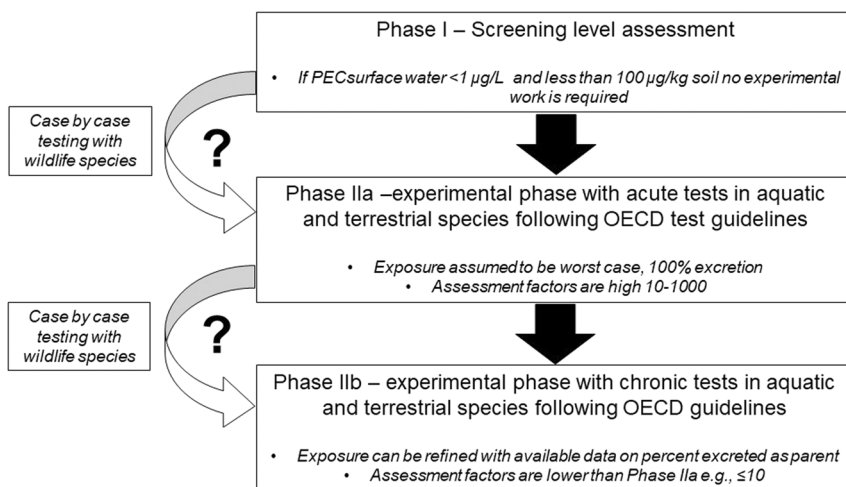 Phase I – Screening level assessment
• If PECsurface water <1 µg/L and less than 100 µg/kg soil no experimental
work is required
Case by case
testing with
wildlife species
?
Phase IIa –experimental phase with acute tests in aquatic
and terrestrial species following OECD test guidelines
• Exposure assumed to be worst case, 100% excretion
• Assessment factors are high 10-1000
Case by case
testing with
wildlife species
?
Phase IIb – experimental phase with chronic tests in aquatic
and terrestrial species following OECD guidelines
• Exposure can be refined with available data on percent excreted as parent
• Assessment factors are lower than Phase IIa e.g., ≤10